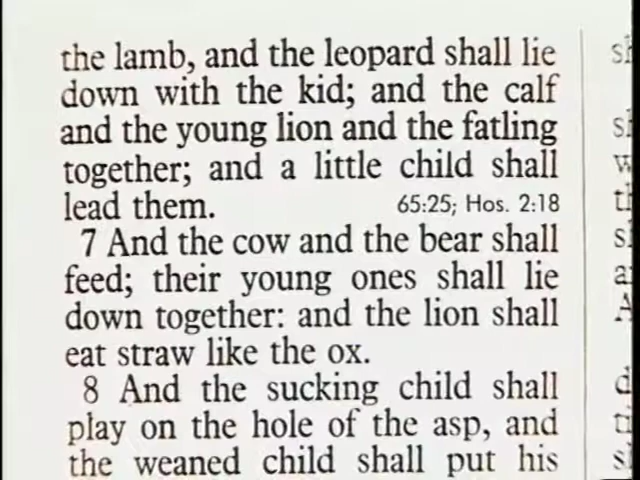 the lamb, and the leopard shall lie
down with the kid; and the calf
and the young lion and the fatling
together; and a little child shall
lead them. 65:25; Hos. 2:18
7 And the cow and the bear shall
feed; their young ones shall lie
down together: and the lion shall
eat straw like the ox.
8 And the sucking child shall
play on the hole of the asp, and
the weaned child shall put his